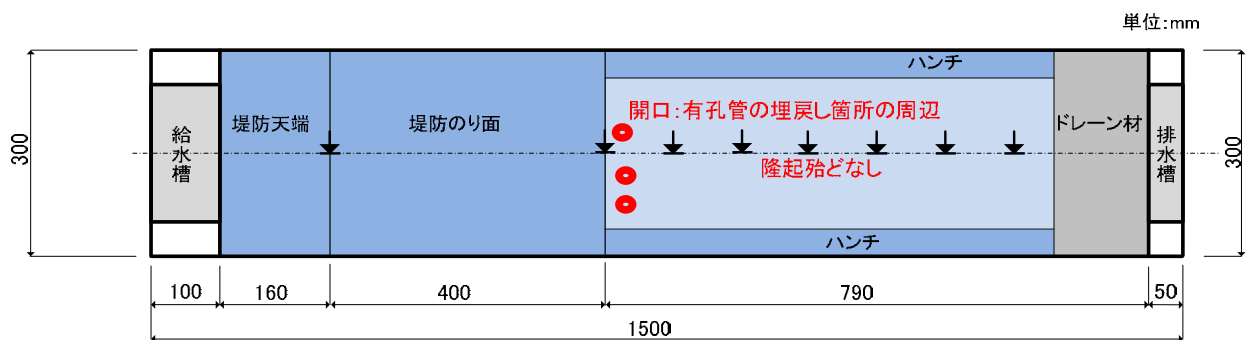 単位:mm
ハンチ
開口:有孔管の埋戻し箇所の周辺
堤防天端
堤防のり面
ドレーン材
給水槽
排水槽
300
300
隆起殆どなし
ハンチ
100
160
400
790
50
1500